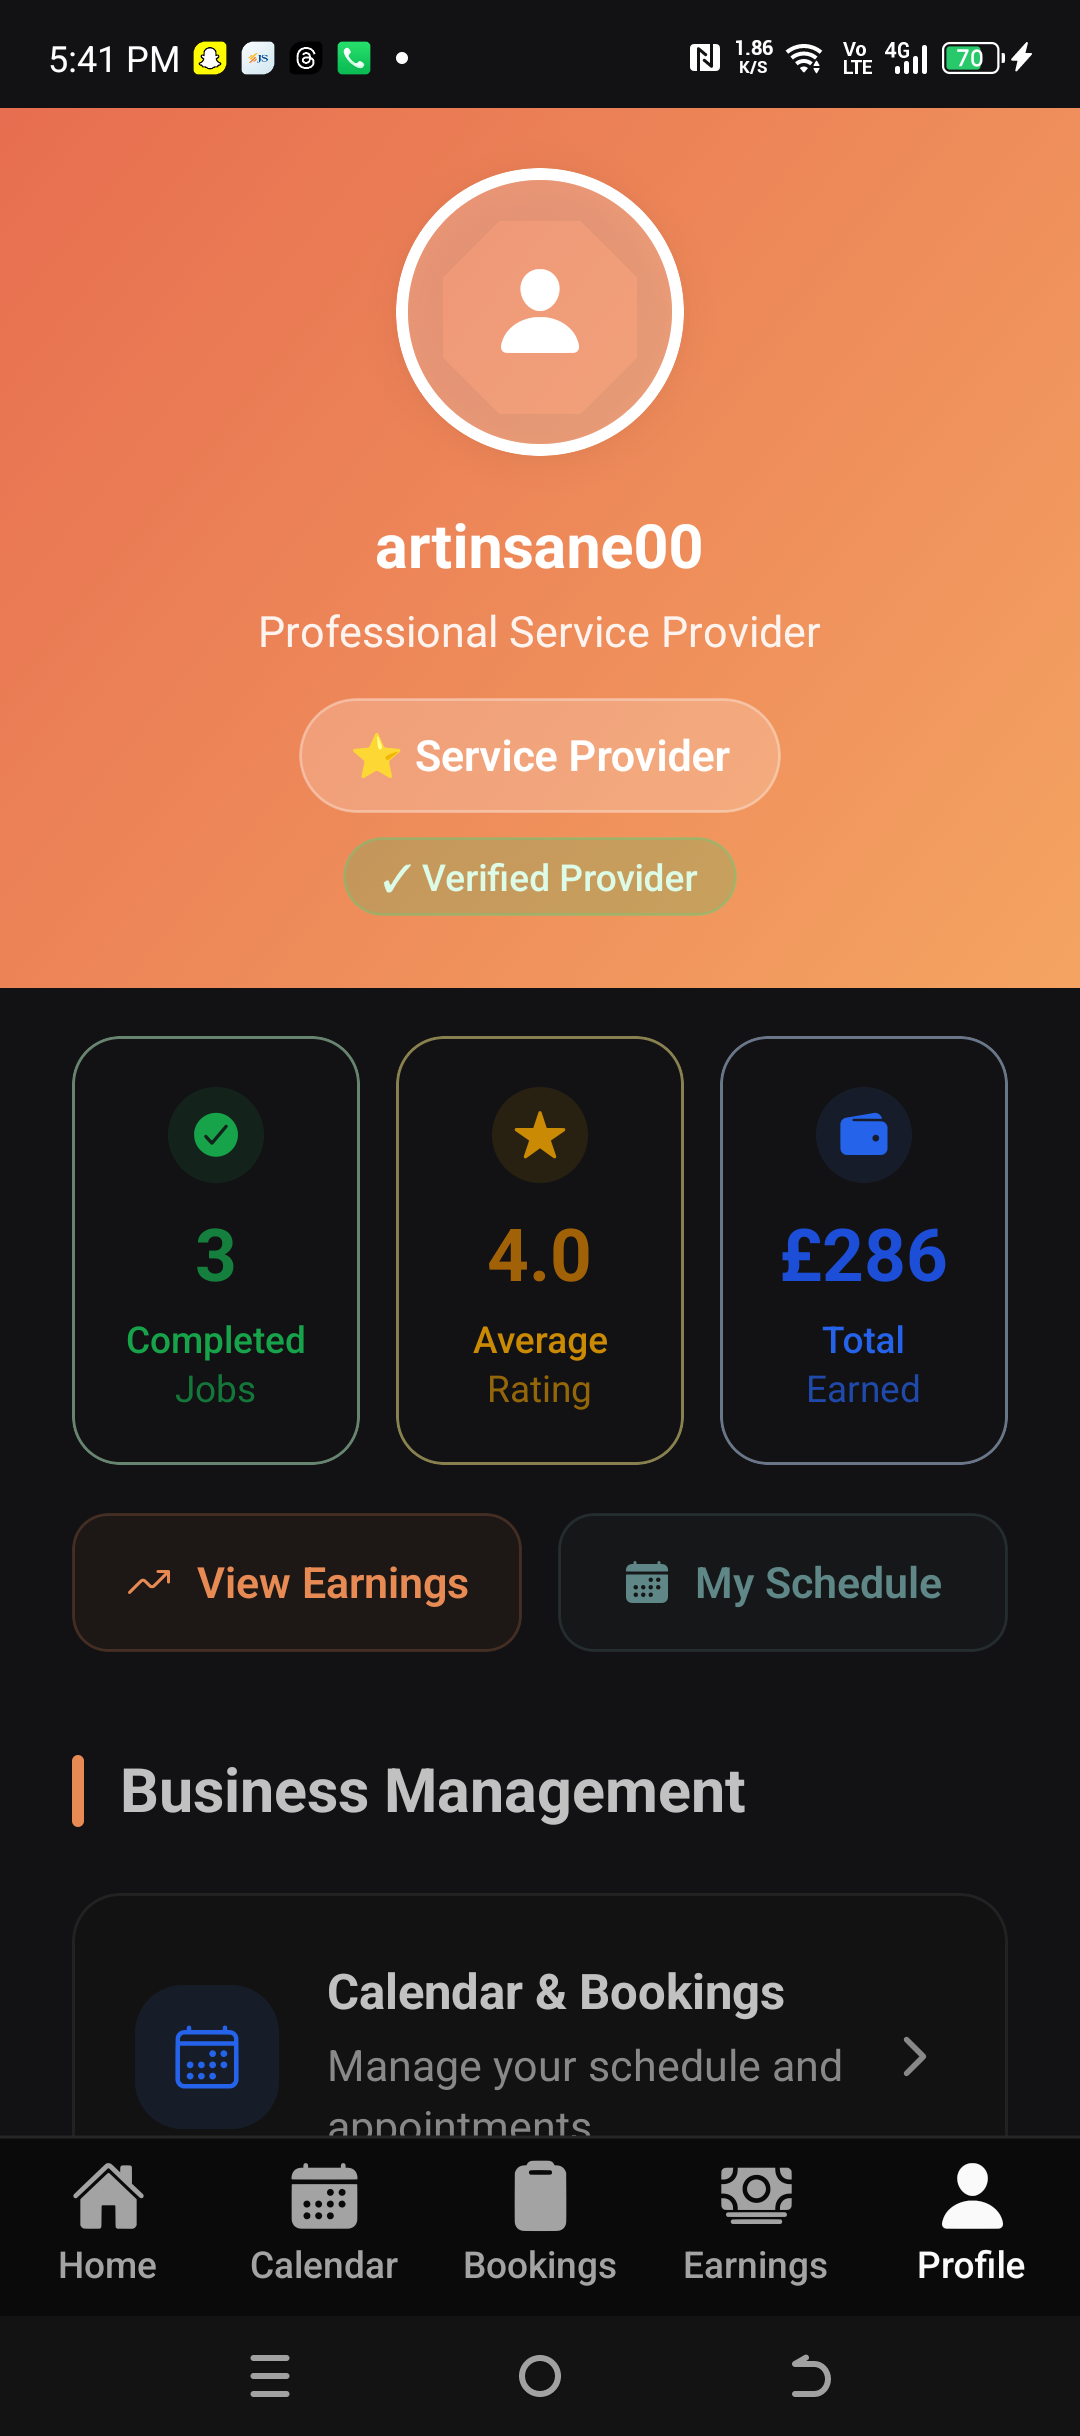 5:41 PM
JS
1.86
K/S
Vo
LTE
4G
70
artinsane00
Professional Service Provider
⭐ Service Provider
✓ Verified Provider
3
Completed
Jobs
4.0
Average
Rating
£286
Total
Earned
View Earnings
My Schedule
Business Management
Calendar & Bookings
Manage your schedule and
appointments
Home
Calendar
Bookings
Earnings
Profile